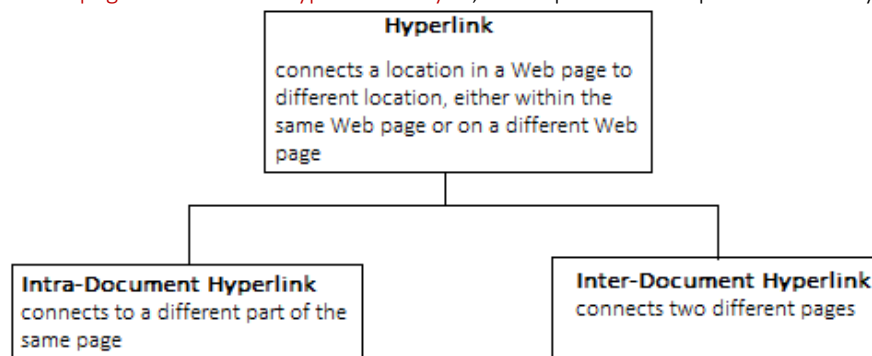 Hyperlink
connects a location in a Web page to
different location, either within the
same Web page or on a different Web
page
Intra-Document Hyperlink
connects to a different part of the
same page
Inter-Document Hyperlink
connects two different pages